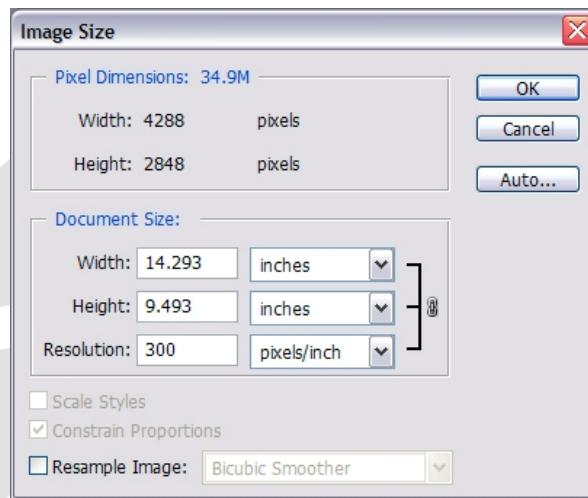 Image Size
Pixel Dimensions: 34.9M
Width: 4288 pixels
Height: 2848 pixels
OK
Cancel
Auto...
Document Size:
Width: 14.293 inches
Height: 9.493 inches
Resolution: 300 pixels/inch
Scale Styles
Constrain Proportions
Resample Image: Bicubic Smoother